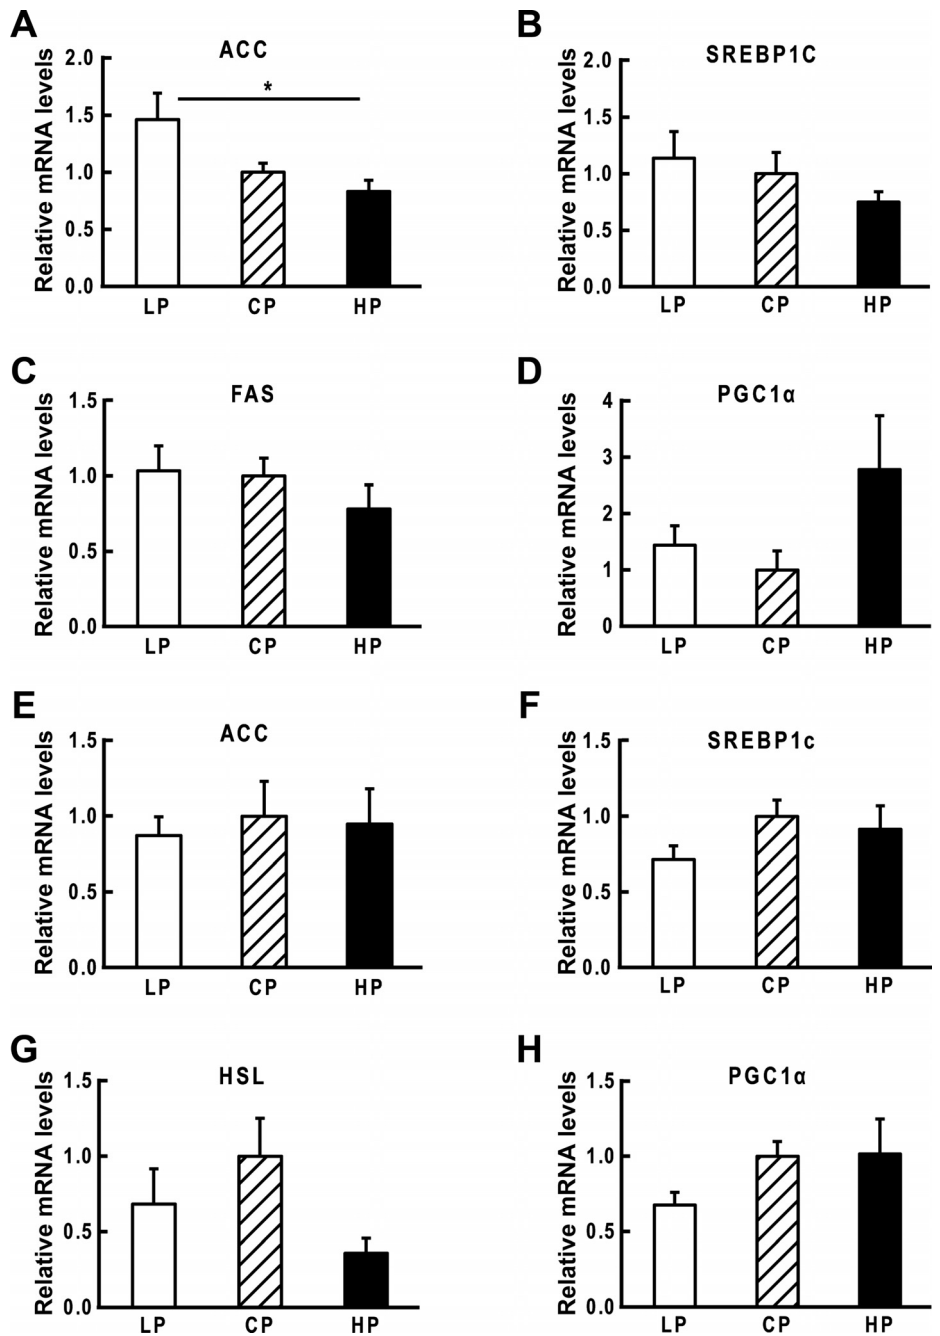 A
ACC
Relative mRNA levels
2.0
1.5
1.0
0.5
0.0
*
LP CP HP
B
SREBP1C
Relative mRNA levels
2.0
1.5
1.0
0.5
0.0
LP CP HP
C
FAS
Relative mRNA levels
1.5
1.0
0.5
0.0
LP CP HP
D
PGC1α
Relative mRNA levels
4
3
2
1
0
LP CP HP
E
ACC
Relative mRNA levels
1.5
1.0
0.5
0.0
LP CP HP
F
SREBP1c
Relative mRNA levels
1.5
1.0
0.5
0.0
LP CP HP
G
HSL
Relative mRNA levels
1.5
1.0
0.5
0.0
LP CP HP
H
PGC1α
Relative mRNA levels
1.5
1.0
0.5
0.0
LP CP HP